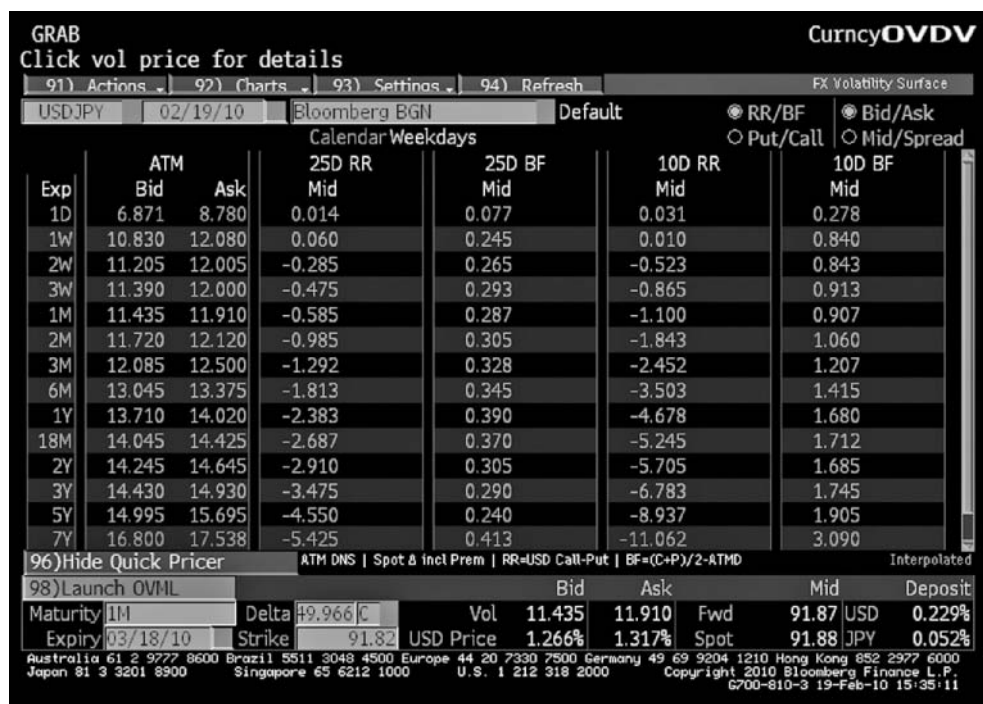 GRAB CurncyOVDV
Click vol price for details
91) Actions 92) Charts 93) Settings 94) Refresh FX Volatility Surface
USDJPY 02/19/10 Bloomberg BGN Default RR/BF Bid/Ask
Calendar Weekdays Put/Call Mid/Spread
ATM 25D RR 25D BF 10D RR 10D BF
Exp Bid Ask Mid Mid Mid Mid
1D 6.871 8.780 0.014 0.077 0.031 0.278
1W 10.830 12.080 0.060 0.245 0.010 0.840
2W 11.205 12.005 -0.285 0.265 -0.523 0.843
3W 11.390 12.000 -0.475 0.293 -0.865 0.913
1M 11.435 11.910 -0.585 0.287 -1.100 0.907
2M 11.720 12.120 -0.985 0.305 -1.843 1.060
3M 12.085 12.500 -1.292 0.328 -2.452 1.207
6M 13.045 13.375 -1.813 0.345 -3.503 1.415
1Y 13.710 14.020 -2.383 0.390 -4.678 1.680
18M 14.045 14.425 -2.687 0.370 -5.245 1.712
2Y 14.245 14.645 -2.910 0.305 -5.705 1.685
3Y 14.430 14.930 -3.475 0.290 -6.783 1.745
5Y 14.995 15.695 -4.550 0.240 -8.937 1.905
7Y 16.800 17.538 -5.425 0.413 -11.062 3.090
96)Hide Quick Pricer ATM DNS | Spot Δ incl Prem | RR=USD Call-Put | BF=(C+P)/2-ATMD Interpolated
98)Launch OVML Bid Ask Mid Deposit
Maturity 1M Delta 49.966 C Vol 11.435 11.910 Fwd 91.87 USD 0.229%
Expiry 03/18/10 Strike 91.82 USD Price 1.266% 1.317% Spot 91.88 JPY 0.052%
Australia 61 2 9777 8600 Brazil 5511 3048 4500 Europe 44 20 7330 7500 Germany 49 69 9204 1210 Hong Kong 852 2977 6000
Japan 81 3 3201 8900 Singapore 65 6212 1000 U.S. 1 212 318 2000 Copyright 2010 Bloomberg Finance L.P.
G700-810-3 19-Feb-10 15:35:11